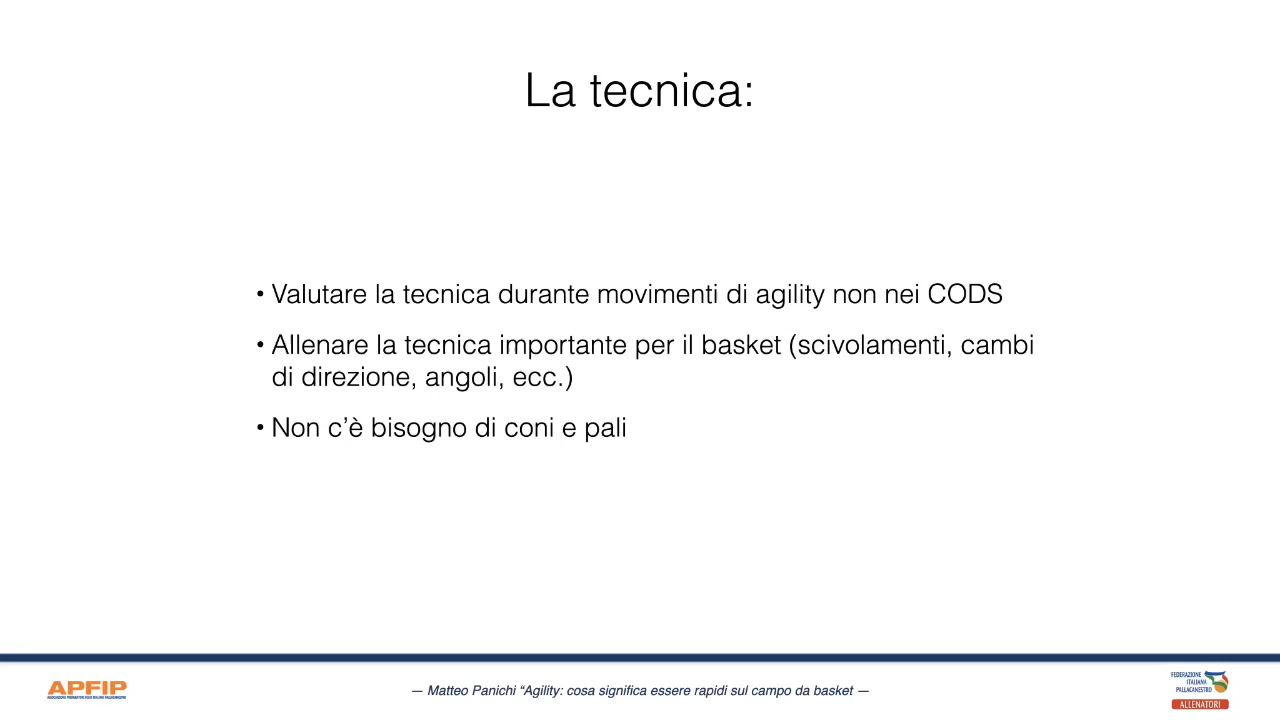 La tecnica:
• Valutare la tecnica durante movimenti di agility non nei CODS
• Allenare la tecnica importante per il basket (scivolamenti, cambi
di direzione, angoli, ecc.)
• Non c’è bisogno di coni e pali
APFIP
— Matteo Panichi “Agility: cosa significa essere rapidi sul campo da basket —
FEDERAZIONE
ITALIANA
PALLACANESTRO
ALLENATORI